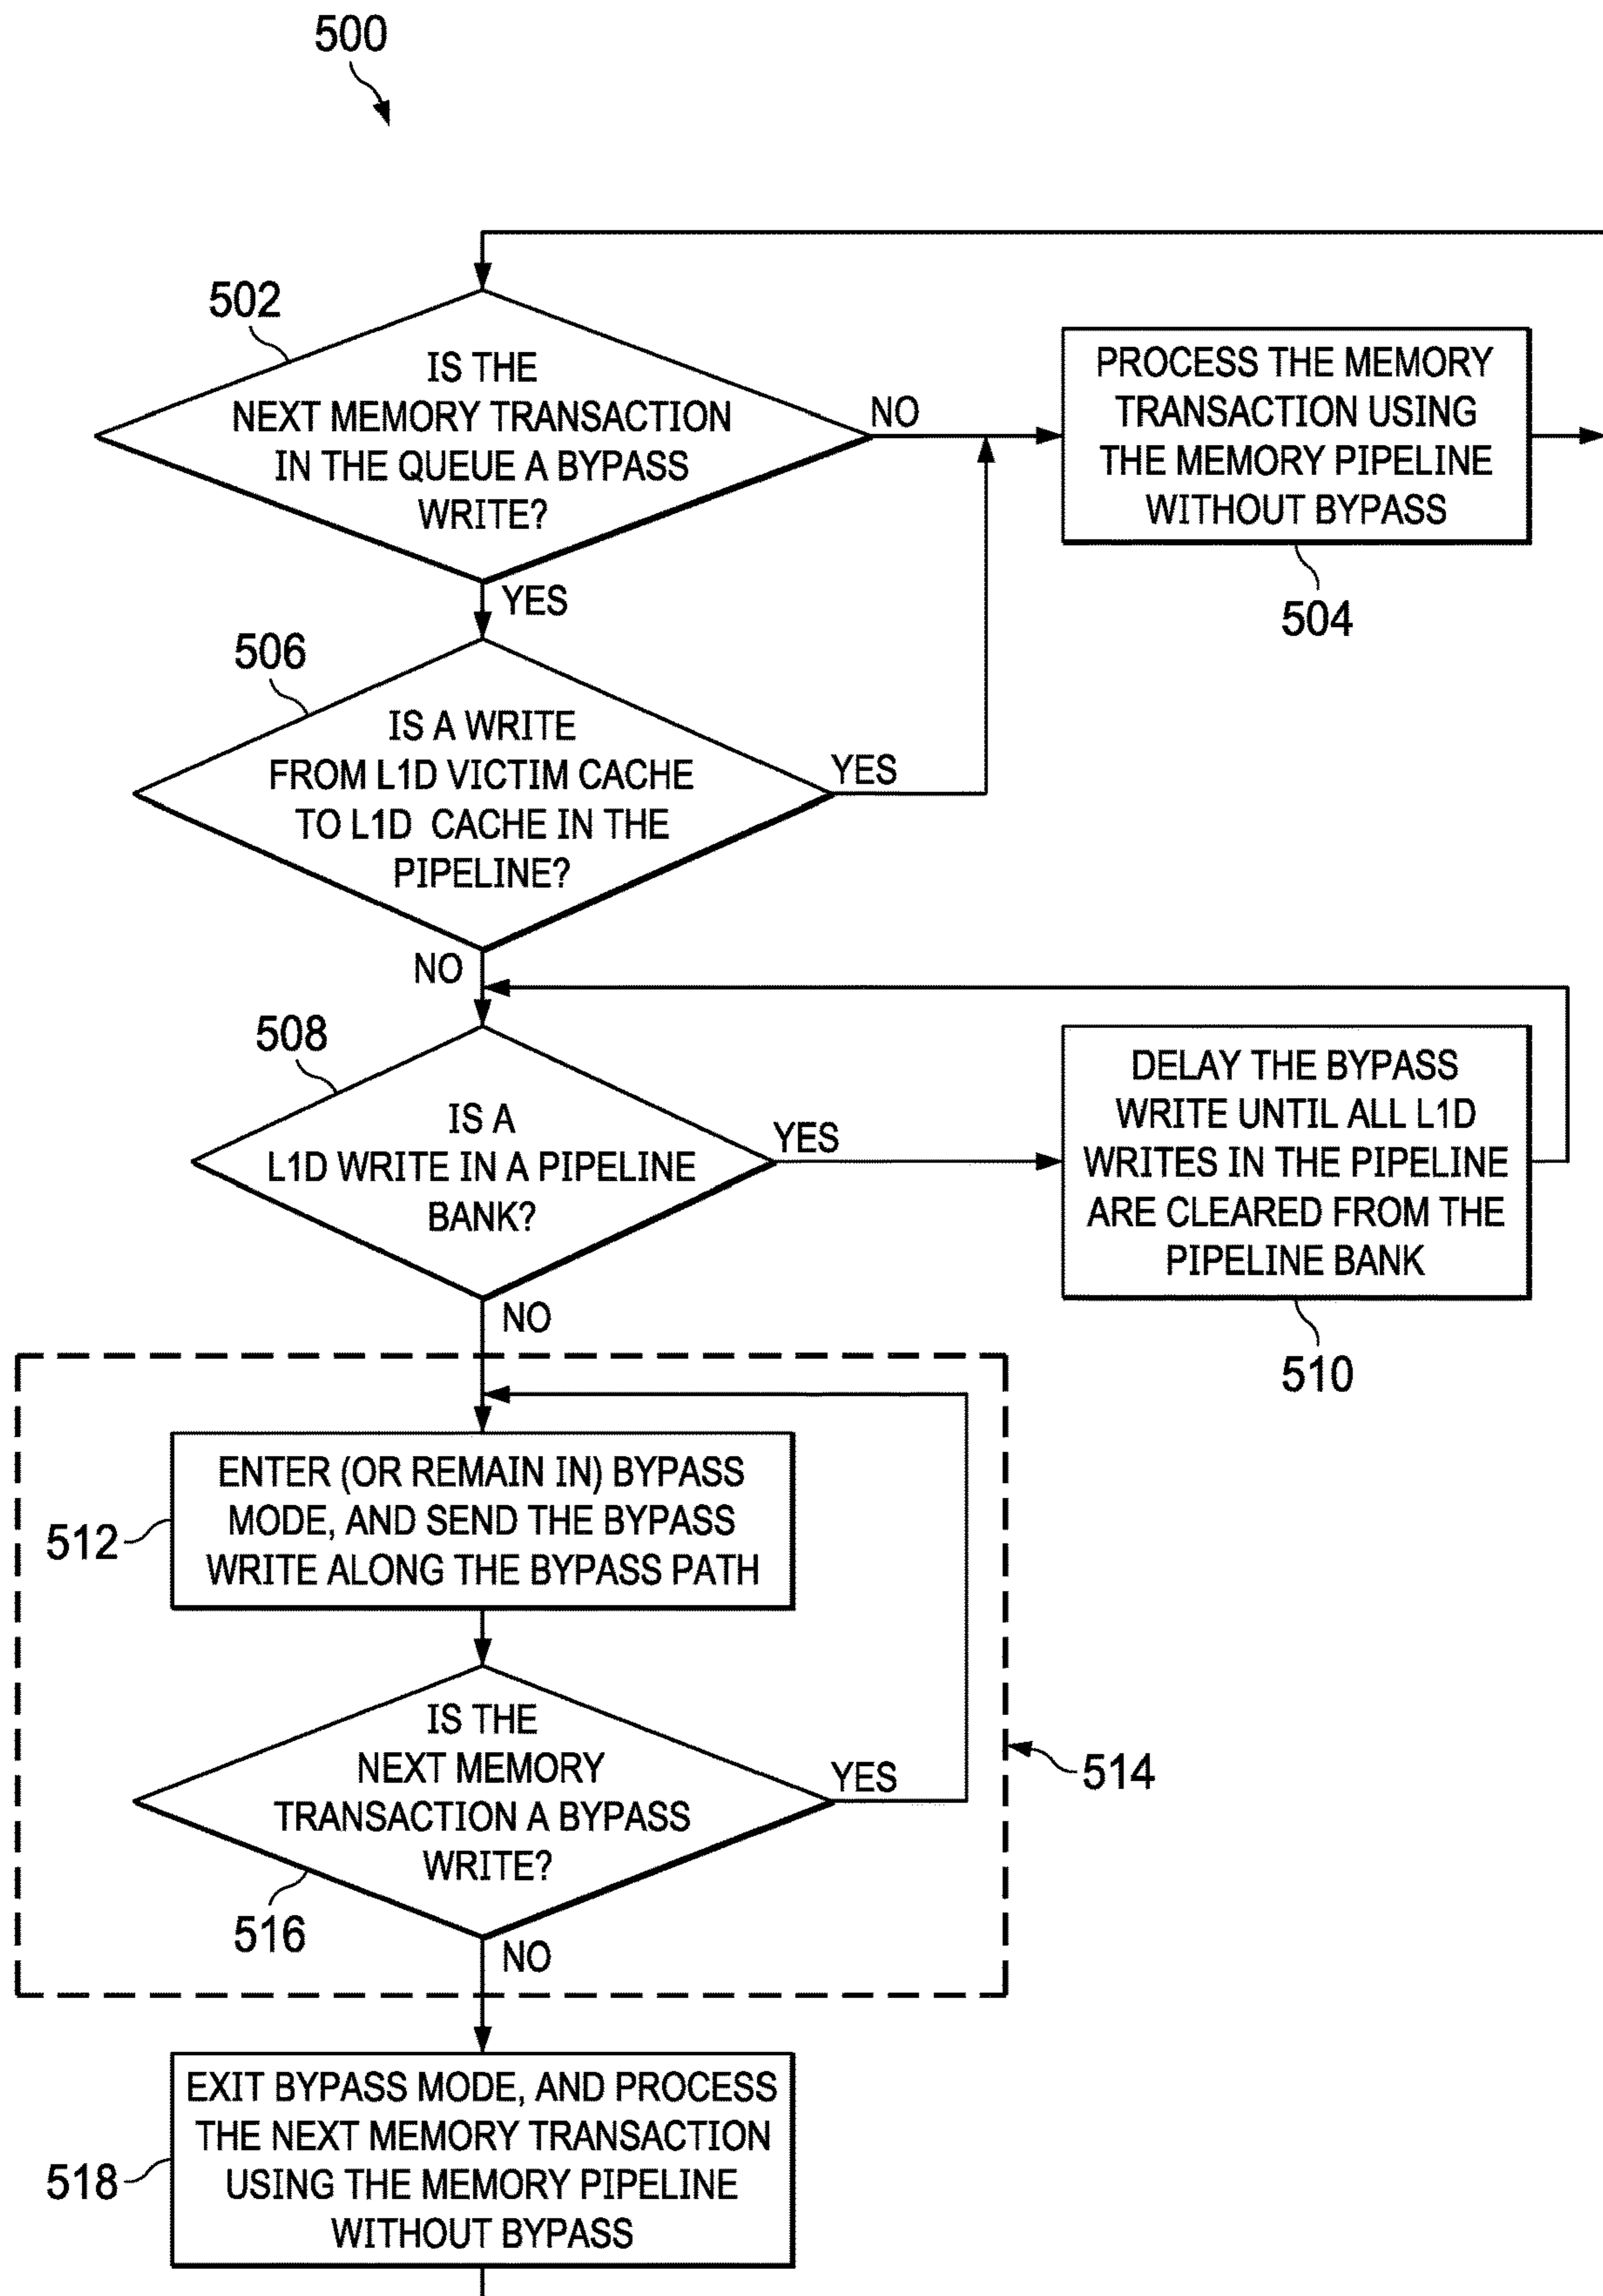 500
502
IS THE
NEXT MEMORY TRANSACTION
IN THE QUEUE A BYPASS
WRITE?
NO
PROCESS THE MEMORY
TRANSACTION USING
THE MEMORY PIPELINE
WITHOUT BYPASS
504
YES
506
IS A WRITE
FROM L1D VICTIM CACHE
TO L1D CACHE IN THE
PIPELINE?
YES
NO
508
IS A
L1D WRITE IN A PIPELINE
BANK?
YES
DELAY THE BYPASS
WRITE UNTIL ALL L1D
WRITES IN THE PIPELINE
ARE CLEARED FROM THE
PIPELINE BANK
510
NO
512
ENTER (OR REMAIN IN) BYPASS
MODE, AND SEND THE BYPASS
WRITE ALONG THE BYPASS PATH
IS THE
NEXT MEMORY
TRANSACTION A BYPASS
WRITE?
YES
514
516
NO
518
EXIT BYPASS MODE, AND PROCESS
THE NEXT MEMORY TRANSACTION
USING THE MEMORY PIPELINE
WITHOUT BYPASS